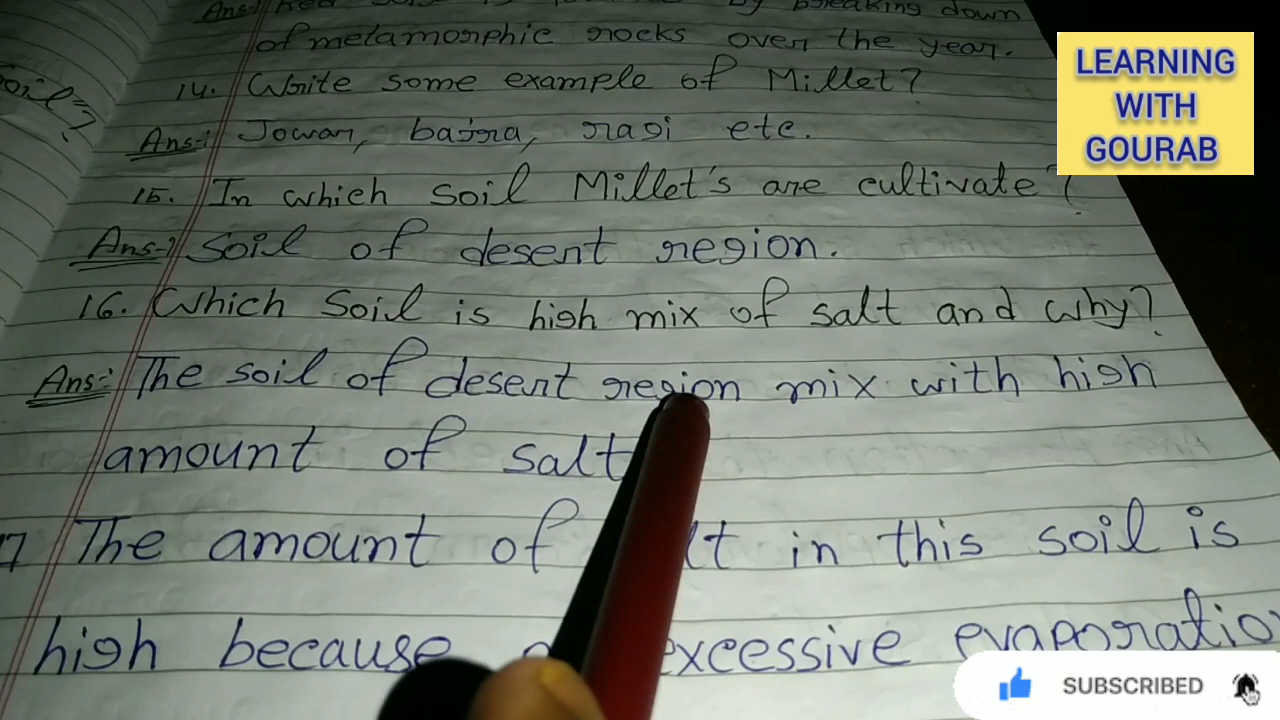 by breaking down
of metamorphic rocks over the year.
14. Write some example of Millet?
Ans:- Jowar, bajra, ragi etc.
15. In which soil Millet's are cultivate?
Ans:- Soil of desert region.
16. Which Soil is high mix of salt and why?
Ans:- The soil of desert region mix with high
amount of salt
The amount of in this soil is
high because excessive evaporatio
LEARNING
WITH
GOURAB
SUBSCRIBED